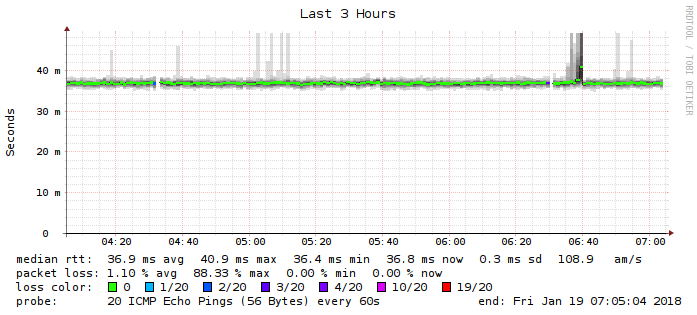 Last 3 Hours
RRDTOOL / TOBI OETIKER
Seconds
40 m
30 m
20 m
10 m
0
04:20 04:40 05:00 05:20 05:40 06:00 06:20 06:40 07:00
median rtt: 36.9 ms avg 40.9 ms max 36.4 ms min 36.8 ms now 0.3 ms sd 108.9 am/s
packet loss: 1.10 % avg 88.33 % max 0.00 % min 0.00 % now
loss color: 0 1/20 2/20 3/20 4/20 10/20 19/20
probe: 20 ICMP Echo Pings (56 Bytes) every 60s end: Fri Jan 19 07:05:04 2018